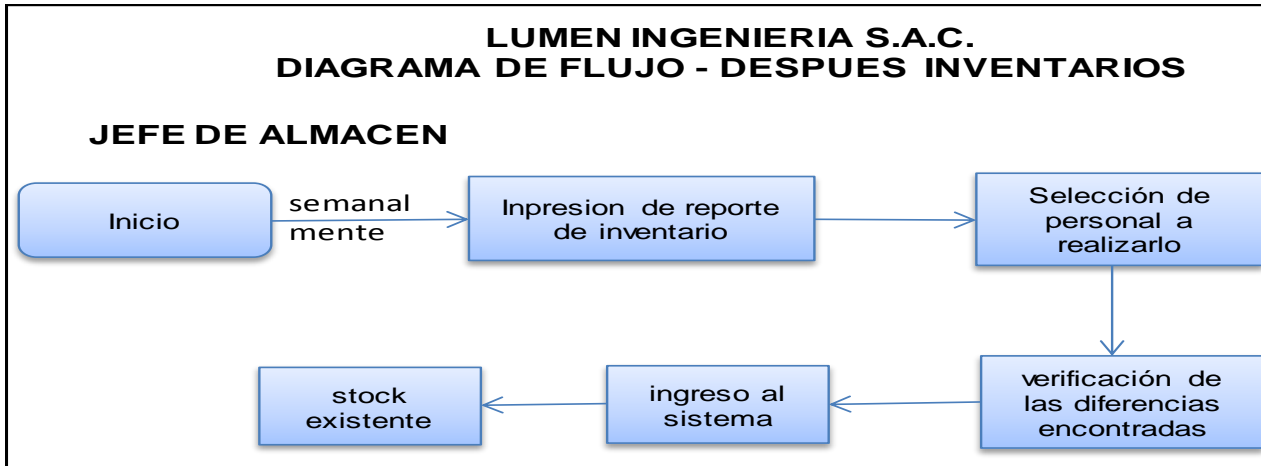 LUMEN INGENIERIA S.A.C.
DIAGRAMA DE FLUJO - DESPUES INVENTARIOS
JEFE DE ALMACEN
Inicio
semanal
mente
Inpresion de reporte
de inventario
Selección de
personal a
realizarlo
verificación de
las diferencias
encontradas
ingreso al
sistema
stock
existente